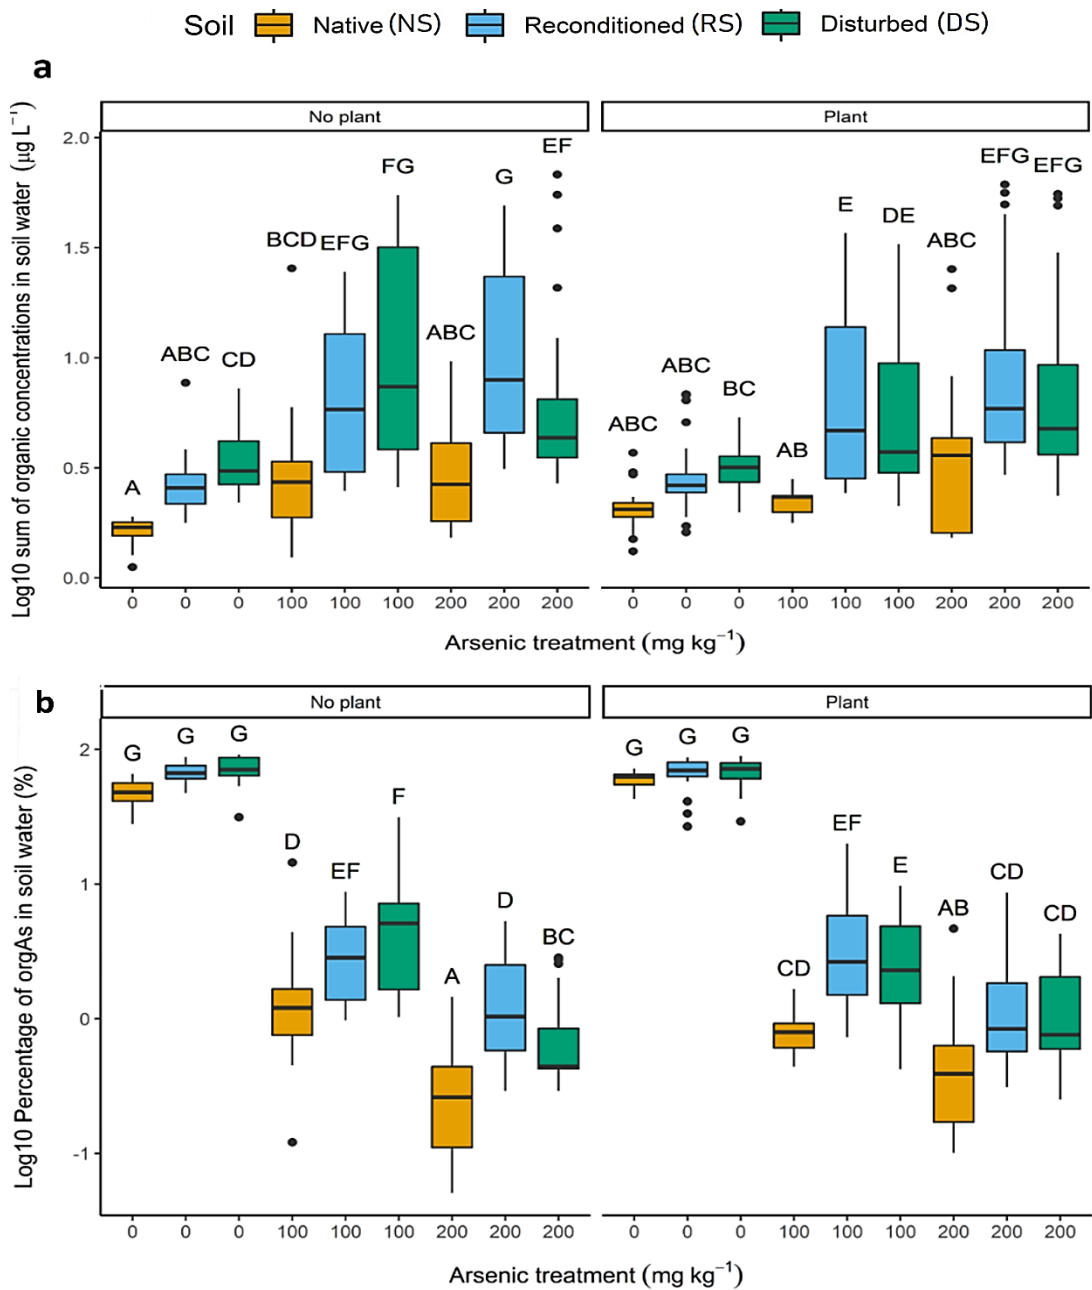 Soil Native (NS) Reconditioned (RS) Disturbed (DS)
a
No plant Plant
Log10 sum of organic concentrations in soil water (µg L⁻¹)
2.0
1.5
1.0
0.5
0.0
A ABC CD BCD EFG FG ABC G EF
ABC ABC BC AB E DE ABC EFG EFG
0 0 0 100 100 100 200 200 200
0 0 0 100 100 100 200 200 200
Arsenic treatment (mg kg⁻¹)
b
No plant Plant
Log10 Percentage of orgAs in soil water (%)
2
1
0
-1
G G G D EF F A D BC
G G G CD EF E AB CD CD
0 0 0 100 100 100 200 200 200
0 0 0 100 100 100 200 200 200
Arsenic treatment (mg kg⁻¹)